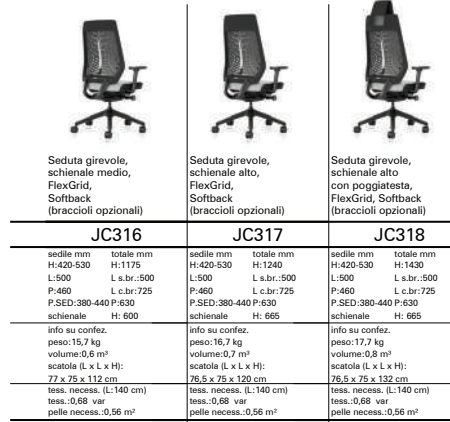 Seduta girevole,
schienale medio,
FlexGrid,
Softback
(braccioli opzionali)
Seduta girevole,
schienale alto,
FlexGrid,
Softback
(braccioli opzionali)
Seduta girevole,
schienale alto
con poggiatesta,
FlexGrid, Softback
(braccioli opzionali)
JC316
JC317
JC318
sedile mm totale mm
H:420-530 H:1175
L:500 L s.br.:500
P:460 L c.br:725
P.SED:380-440 P:630
schienale H: 600
sedile mm totale mm
H:420-530 H:1240
L:500 L s.br.:500
P:460 L c.br:725
P.SED:380-440 P:630
schienale H: 665
sedile mm totale mm
H:420-530 H:1430
L:500 L s.br.:500
P:460 L c.br:725
P.SED:380-440 P:630
schienale H: 665
info su confez.
peso:15,7 kg
volume:0,6 m³
scatola (L x L x H):
77 x 75 x 112 cm
info su confez.
peso:16,7 kg
volume:0,7 m³
scatola (L x L x H):
76,5 x 75 x 120 cm
info su confez.
peso:17,7 kg
volume:0,8 m³
scatola (L x L x H):
76,5 x 75 x 132 cm
tess. necess. (L:140 cm)
tess.:0,68 var
pelle necess.:0,56 m²
tess. necess. (L:140 cm)
tess.:0,68 var
pelle necess.:0,56 m²
tess. necess. (L:140 cm)
tess.:0,68 var
pelle necess.:0,56 m²